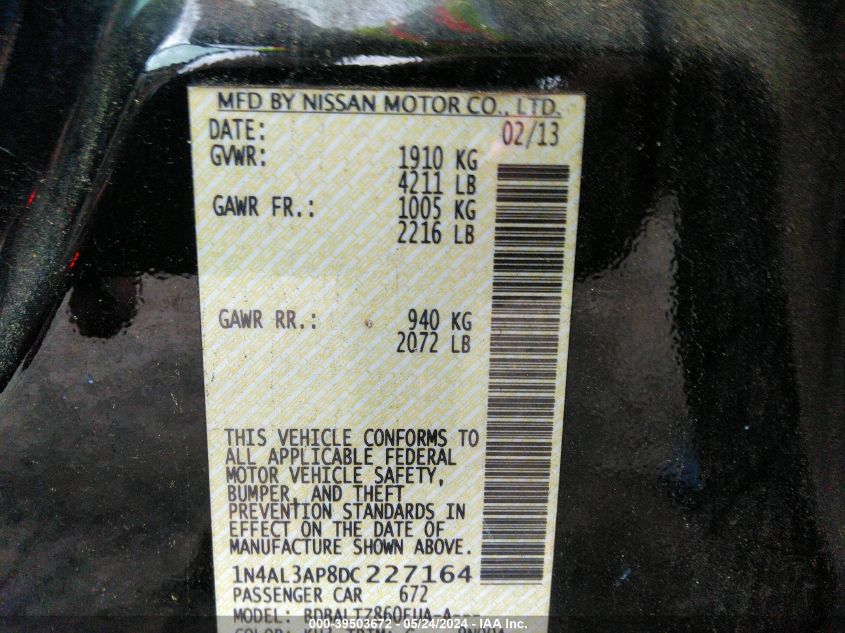 MFD BY NISSAN MOTOR CO., LTD.
DATE: 02/13
GVWR: 1910 KG
4211 LB
GAWR FR.: 1005 KG
2216 LB
GAWR RR.: 940 KG
2072 LB
THIS VEHICLE CONFORMS TO
ALL APPLICABLE FEDERAL
MOTOR VEHICLE SAFETY,
BUMPER, AND THEFT
PREVENTION STANDARDS IN
EFFECT ON THE DATE OF
MANUFACTURE SHOWN ABOVE.
1N4AL3AP8DC227164
PASSENGER CAR 672
MODEL:
000-39503672 - 05/24/2024 - IAA, Inc.